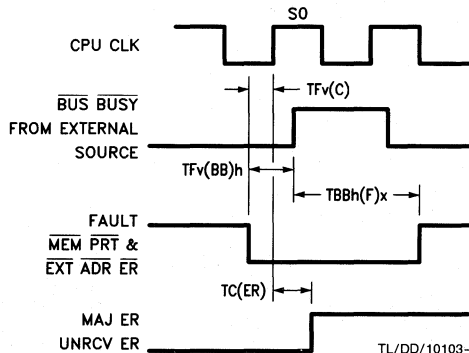 S0
CPU CLK
TFv(C)
BUS BUSY
FROM EXTERNAL
SOURCE
TFv(BB)h
TBBh(F)x
FAULT
MEM PRT &
EXT ADR ER
TC(ER)
MAJ ER
UNRCV ER
TL/DD/10103-